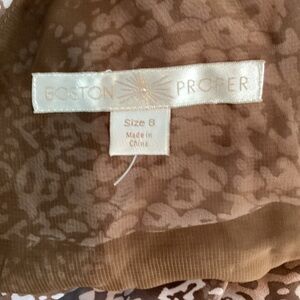 BOSTON PROPER
Size 8
Made in
China